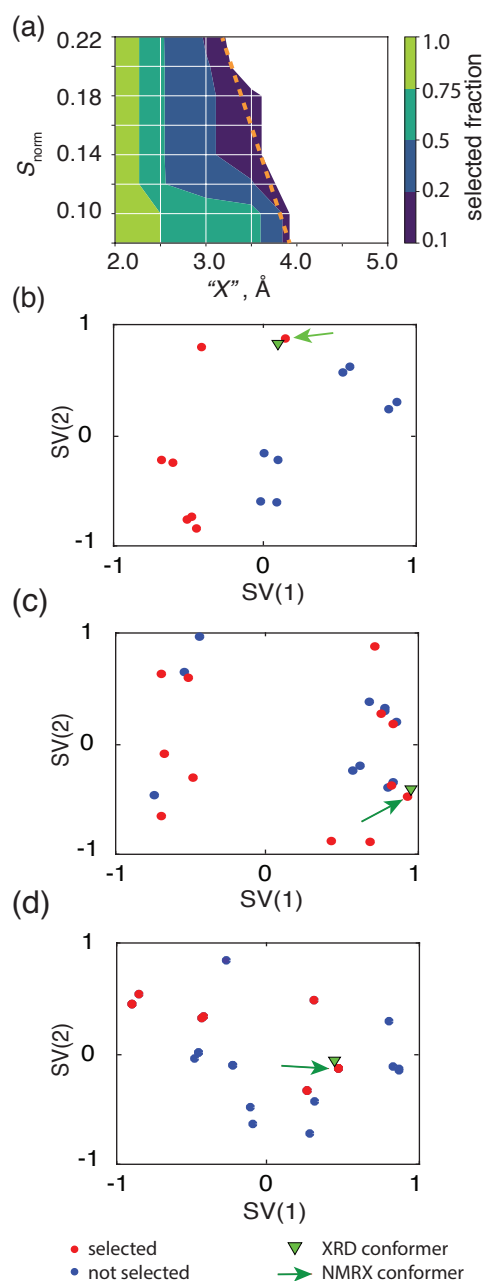 (a)
0.22
0.18
0.14
0.10
S norm
2.0 3.0 4.0 5.0
"X" , Å
1.0
0.75
0.5
0.2
0.1
selected fraction
(b)
1
0
-1
SV(2)
-1 0 1
SV(1)
(c)
1
0
-1
SV(2)
-1 0 1
SV(1)
(d)
1
0
-1
SV(2)
-1 0 1
SV(1)
selected XRD conformer
not selected NMRX conformer